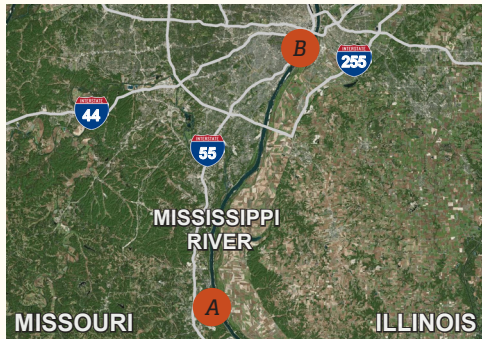 B
INTERSTATE
255
INTERSTATE
44
INTERSTATE
55
MISSISSIPPI
RIVER
A
MISSOURI
ILLINOIS